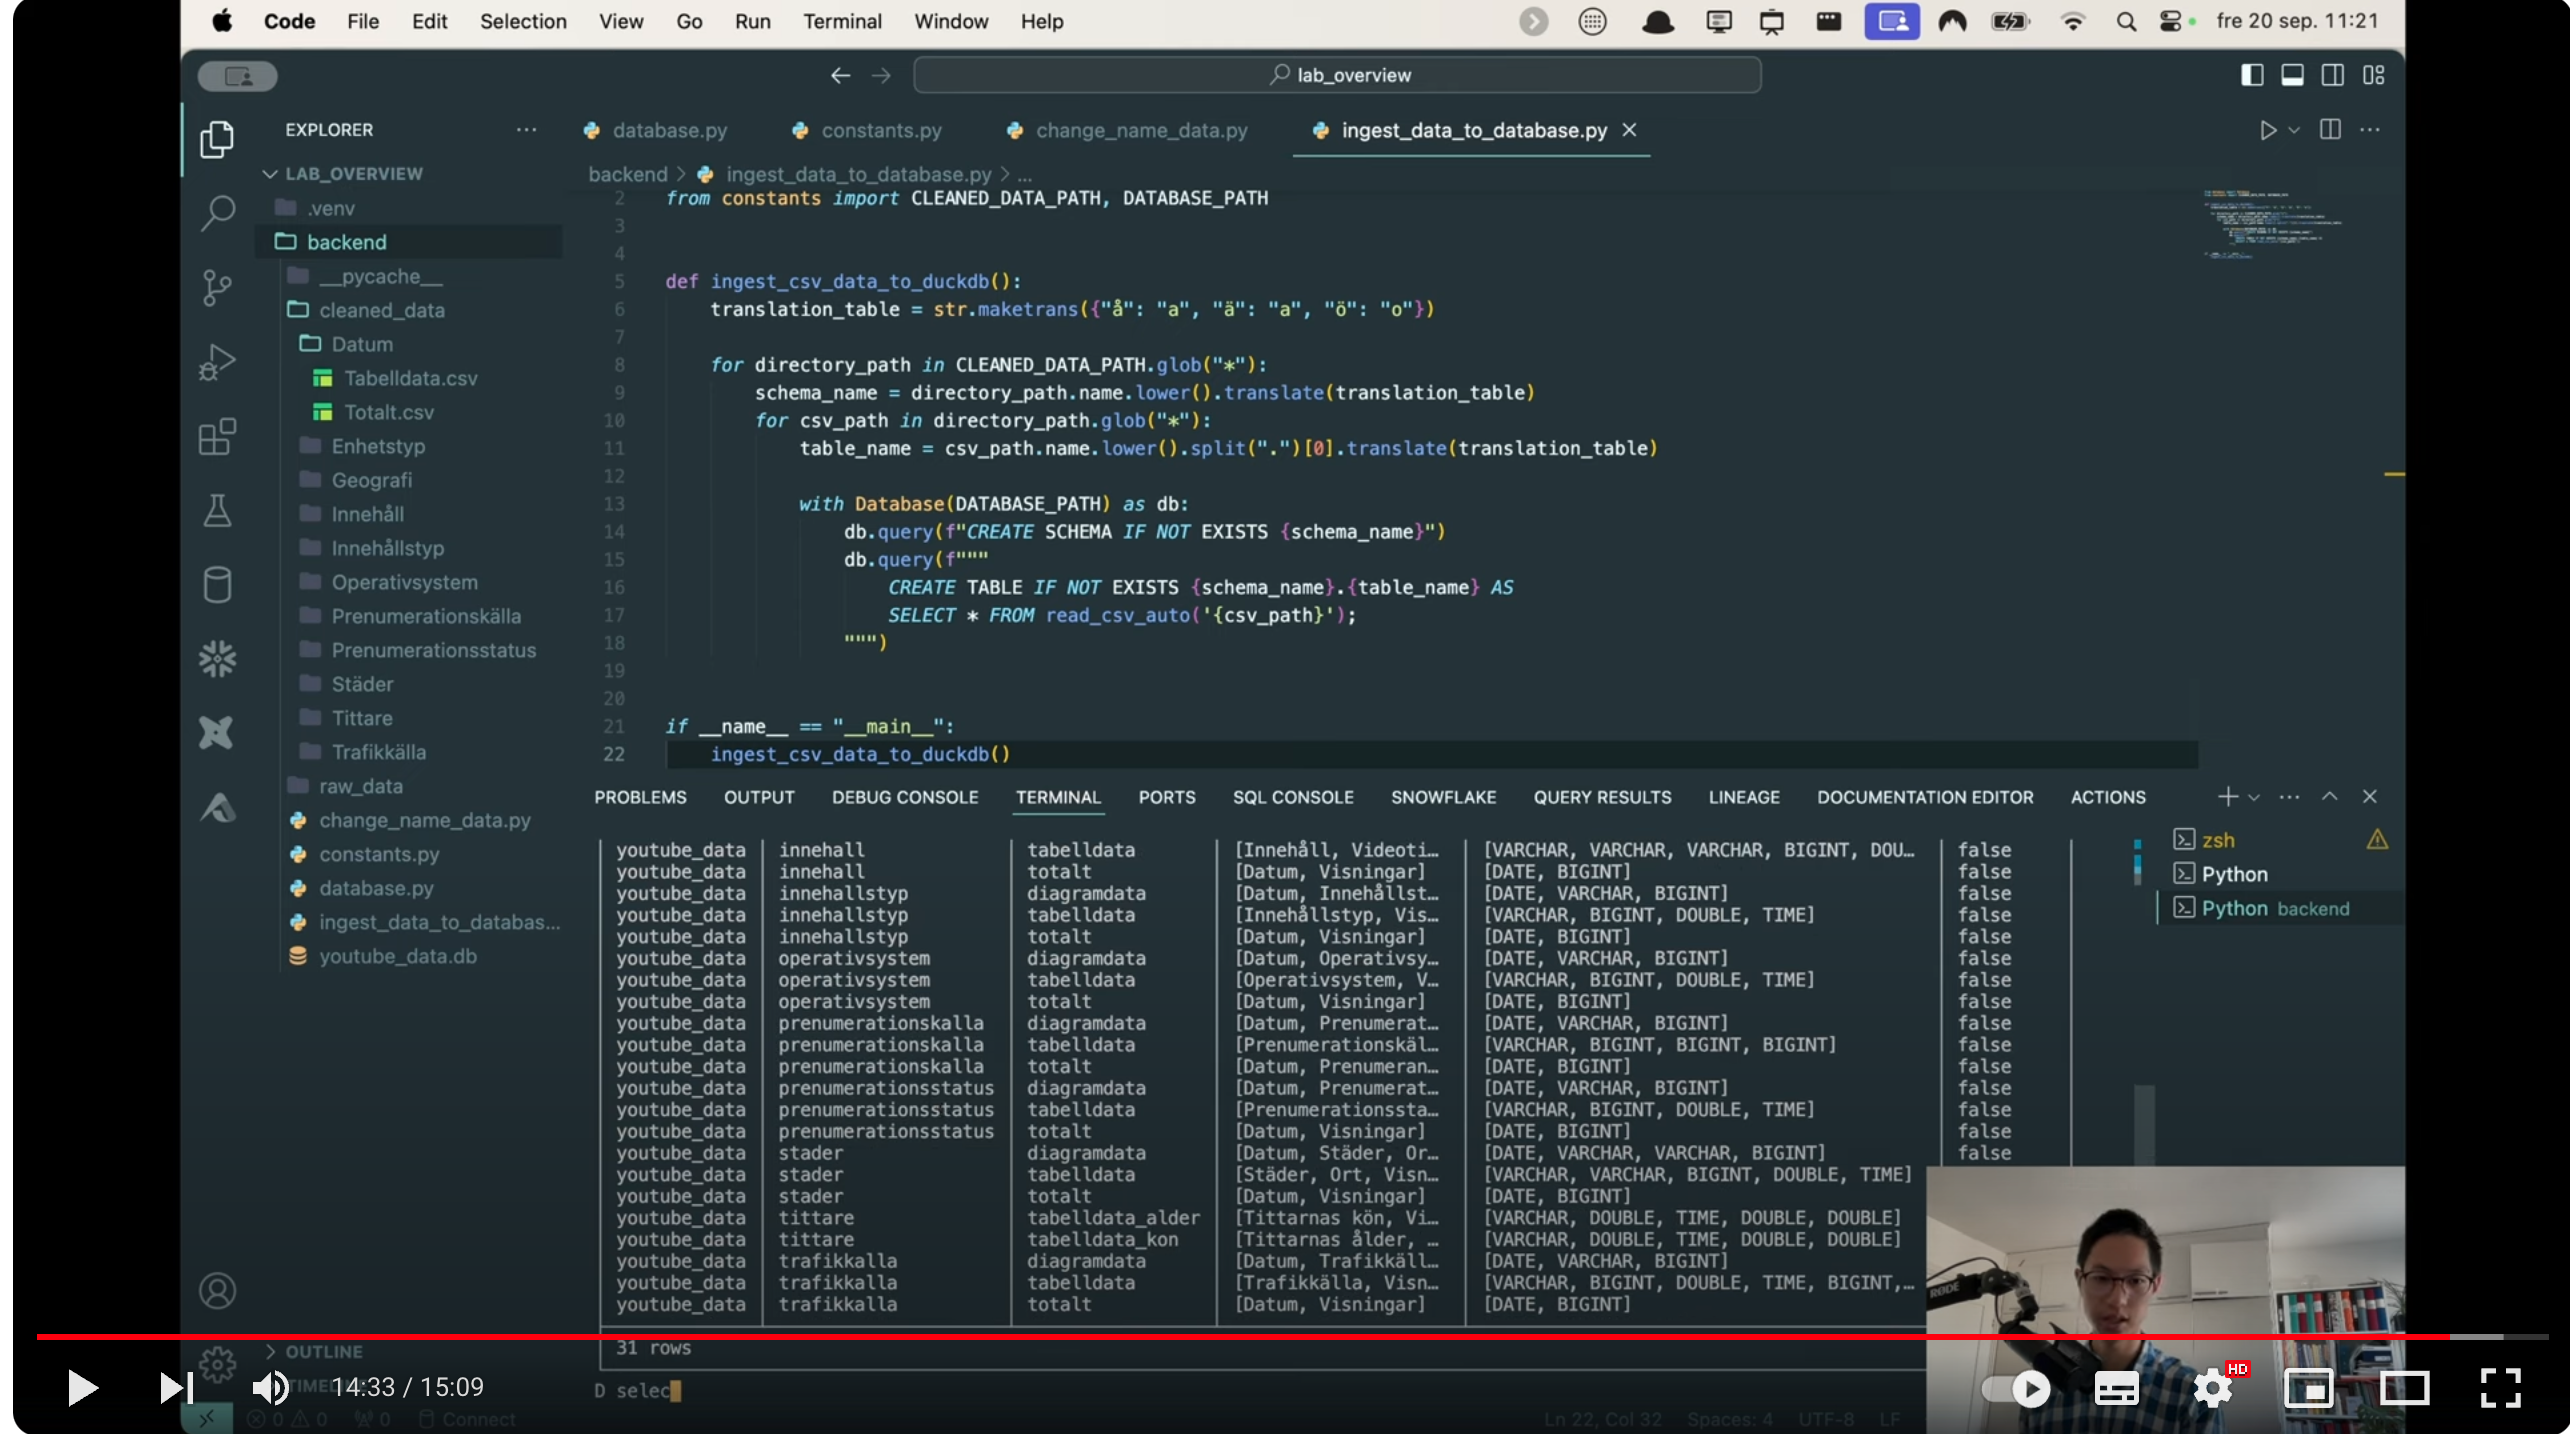 Code File Edit Selection View Go Run Terminal Window Help fre 20 sep. 11:21
lab_overview
EXPLORER
database.py constants.py change_name_data.py ingest_data_to_database.py
LAB_OVERVIEW
backend > ingest_data_to_database.py > ...
.venv
backend
__pycache__
cleaned_data
Datum
Tabelldata.csv
Totalt.csv
Enhetstyp
Geografi
Innehåll
Innehållstyp
Operativsystem
Prenumerationskälla
Prenumerationsstatus
Städer
Tittare
Trafikkälla
raw_data
change_name_data.py
constants.py
database.py
ingest_data_to_databas...
youtube_data.db
2 from constants import CLEANED_DATA_PATH, DATABASE_PATH
3
4
5 def ingest_csv_data_to_duckdb():
6 translation_table = str.maketrans({"å": "a", "ä": "a", "ö": "o"})
7
8 for directory_path in CLEANED_DATA_PATH.glob("*"):
9 schema_name = directory_path.name.lower().translate(translation_table)
10 for csv_path in directory_path.glob("*"):
11 table_name = csv_path.name.lower().split(".")[0].translate(translation_table)
12
13 with Database(DATABASE_PATH) as db:
14 db.query(f"CREATE SCHEMA IF NOT EXISTS {schema_name}")
15 db.query(f"""
16 CREATE TABLE IF NOT EXISTS {schema_name}.{table_name} AS
17 SELECT * FROM read_csv_auto('{csv_path}');
18 """)
19
20
21 if __name__ == "__main__":
22 ingest_csv_data_to_duckdb()
PROBLEMS OUTPUT DEBUG CONSOLE TERMINAL PORTS SQL CONSOLE SNOWFLAKE QUERY RESULTS LINEAGE DOCUMENTATION EDITOR ACTIONS
zsh
Python
Python backend
youtube_data innehall tabelldata [Innehåll, Videoti… [VARCHAR, VARCHAR, VARCHAR, BIGINT, DOU… false
youtube_data innehall totalt [Datum, Visningar] [DATE, BIGINT] false
youtube_data innehallstyp diagramdata [Datum, Innehållst… [DATE, VARCHAR, BIGINT] false
youtube_data innehallstyp tabelldata [Innehållstyp, Vis… [VARCHAR, BIGINT, DOUBLE, TIME] false
youtube_data innehallstyp totalt [Datum, Visningar] [DATE, BIGINT] false
youtube_data operativsystem diagramdata [Datum, Operativsy… [DATE, VARCHAR, BIGINT] false
youtube_data operativsystem tabelldata [Operativsystem, V… [VARCHAR, BIGINT, DOUBLE, TIME] false
youtube_data operativsystem totalt [Datum, Visningar] [DATE, BIGINT] false
youtube_data prenumerationskalla diagramdata [Datum, Prenumerat… [DATE, VARCHAR, BIGINT] false
youtube_data prenumerationskalla tabelldata [Prenumerationskäl… [VARCHAR, BIGINT, BIGINT, BIGINT] false
youtube_data prenumerationskalla totalt [Datum, Prenumeran… [DATE, BIGINT] false
youtube_data prenumerationsstatus diagramdata [Datum, Prenumerat… [DATE, VARCHAR, BIGINT] false
youtube_data prenumerationsstatus tabelldata [Prenumerationssta… [VARCHAR, BIGINT, DOUBLE, TIME] false
youtube_data prenumerationsstatus totalt [Datum, Visningar] [DATE, BIGINT] false
youtube_data stader diagramdata [Datum, Städer, Or… [DATE, VARCHAR, VARCHAR, BIGINT] false
youtube_data stader tabelldata [Städer, Ort, Visn… [VARCHAR, VARCHAR, BIGINT, DOUBLE, TIME]
youtube_data stader totalt [Datum, Visningar] [DATE, BIGINT]
youtube_data tittare tabelldata_alder [Tittarnas kön, Vi… [VARCHAR, DOUBLE, TIME, DOUBLE, DOUBLE]
youtube_data tittare tabelldata_kon [Tittarnas ålder, … [VARCHAR, DOUBLE, TIME, DOUBLE, DOUBLE]
youtube_data trafikkalla diagramdata [Datum, Trafikkäll… [DATE, VARCHAR, BIGINT]
youtube_data trafikkalla tabelldata [Trafikkälla, Visn… [VARCHAR, BIGINT, DOUBLE, TIME, BIGINT,…
youtube_data trafikkalla totalt [Datum, Visningar] [DATE, BIGINT]
RØDE
31 rows
OUTLINE
TIMELINE
14:33 / 15:09
HD
D selec
0 0 0 Connect
Ln 22, Col 32 Spaces: 4 UTF-8 LF